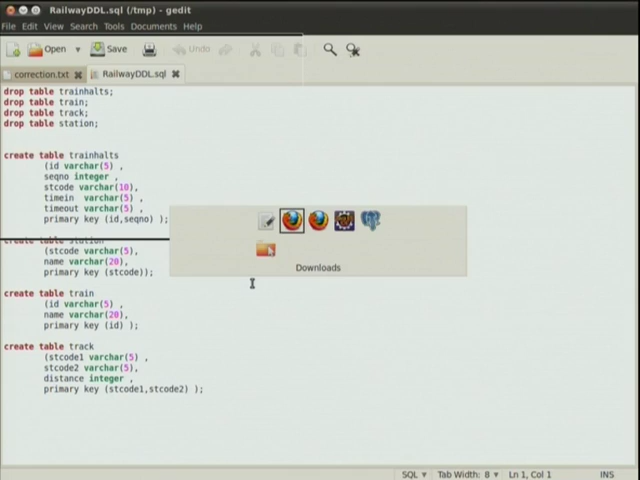 RailwayDDL.sql (/tmp) - gedit
File Edit View Search Tools Documents Help
Open Save Undo
correction.txt RailwayDDL.sql
drop table trainhalts;
drop table train;
drop table track;
drop table station;
create table trainhalts
(id varchar(5) ,
seqno integer ,
stcode varchar(10),
timein varchar(5) ,
timeout varchar(5) ,
primary key (id,seqno) );
create table station
(stcode varchar(5),
name varchar(20),
primary key (stcode));
Downloads
create table train
(id varchar(5) ,
name varchar(20),
primary key (id) );
create table track
(stcode1 varchar(5) ,
stcode2 varchar(5),
distance integer ,
primary key (stcode1,stcode2) );
SQL Tab Width: 8 Ln 1, Col 1 INS